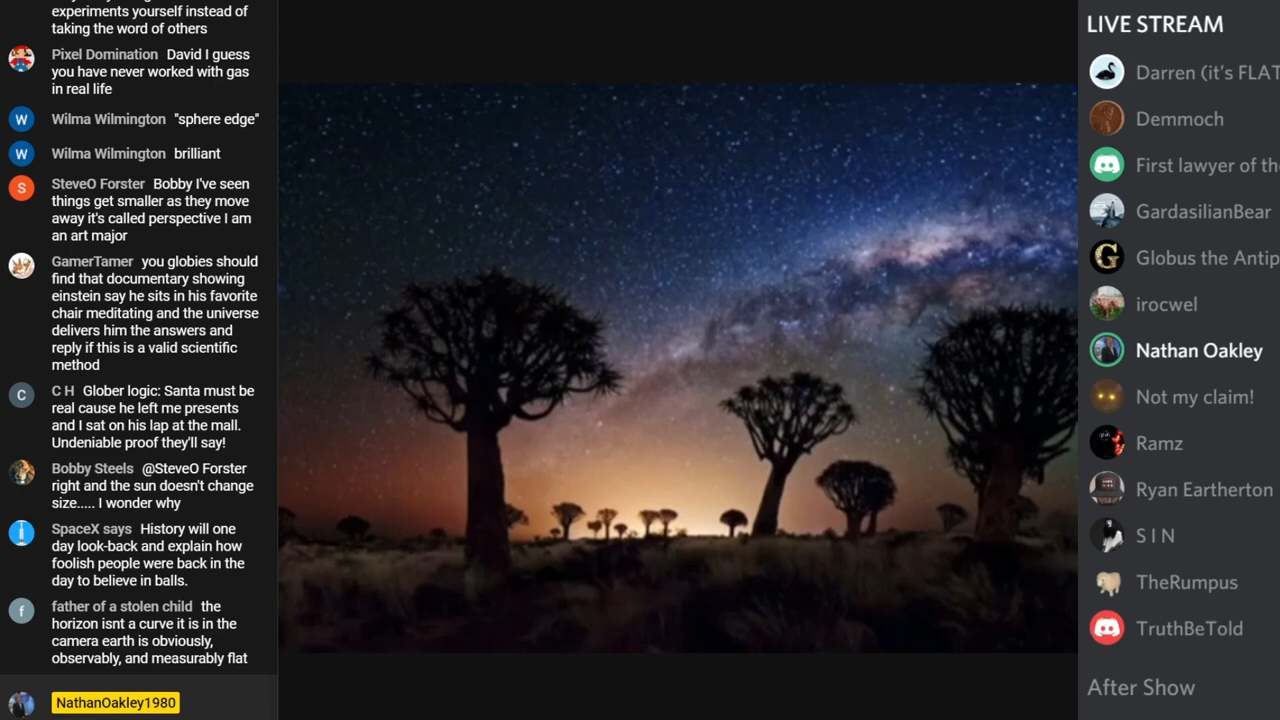 experiments yourself instead of
taking the word of others
Pixel Domination David I guess
you have never worked with gas
in real life
W
Wilma Wilmington "sphere edge"
W
Wilma Wilmington brilliant
S
SteveO Forster Bobby I've seen
things get smaller as they move
away it's called perspective I am
an art major
GamerTamer you globies should
find that documentary showing
einstein say he sits in his favorite
chair meditating and the universe
delivers him the answers and
reply if this is a valid scientific
method
C
C H Glober logic: Santa must be
real cause he left me presents
and I sat on his lap at the mall.
Undeniable proof they'll say!
Bobby Steels @SteveO Forster
right and the sun doesn't change
size..... I wonder why
SpaceX says History will one
day look-back and explain how
foolish people were back in the
day to believe in balls.
f
father of a stolen child the
horizon isnt a curve it is in the
camera earth is obviously,
observably, and measurably flat
NathanOakley1980
LIVE STREAM
Darren (it's FLAT
Demmoch
First lawyer of th
GardasilianBear
G
Globus the Antip
irocwel
Nathan Oakley
Not my claim!
Ramz
Ryan Eartherton
S I N
TheRumpus
TruthBeTold
After Show